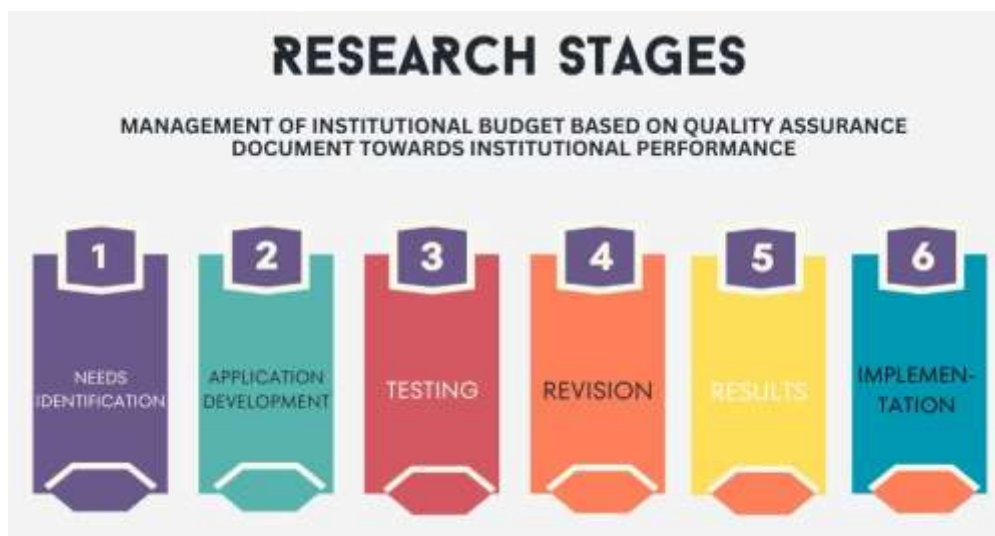 RESEARCH STAGES
MANAGEMENT OF INSTITUTIONAL BUDGET BASED ON QUALITY ASSURANCE
DOCUMENT TOWARDS INSTITUTIONAL PERFORMANCE
1
NEEDS
IDENTIFICATION
2
APPLICATION
DEVELOPMENT
3
TESTING
4
REVISION
5
RESULTS
6
IMPLEMEN-
TATION